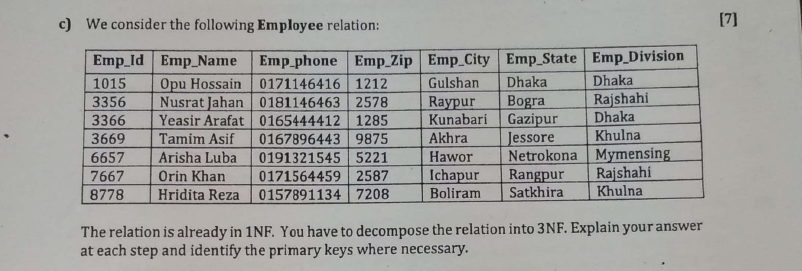 c) We consider the following Employee relation: [7]
Emp_Id Emp_Name Emp_phone Emp_Zip Emp_City Emp_State Emp_Division
1015 Opu Hossain 0171146416 1212 Gulshan Dhaka Dhaka
3356 Nusrat Jahan 0181146463 2578 Raypur Bogra Rajshahi
3366 Yeasir Arafat 0165444412 1285 Kunabari Gazipur Dhaka
3669 Tamim Asif 0167896443 9875 Akhra Jessore Khulna
6657 Arisha Luba 0191321545 5221 Hawor Netrokona Mymensing
7667 Orin Khan 0171564459 2587 Ichapur Rangpur Rajshahi
8778 Hridita Reza 0157891134 7208 Boliram Satkhira Khulna
The relation is already in 1NF. You have to decompose the relation into 3NF. Explain your answer
at each step and identify the primary keys where necessary.